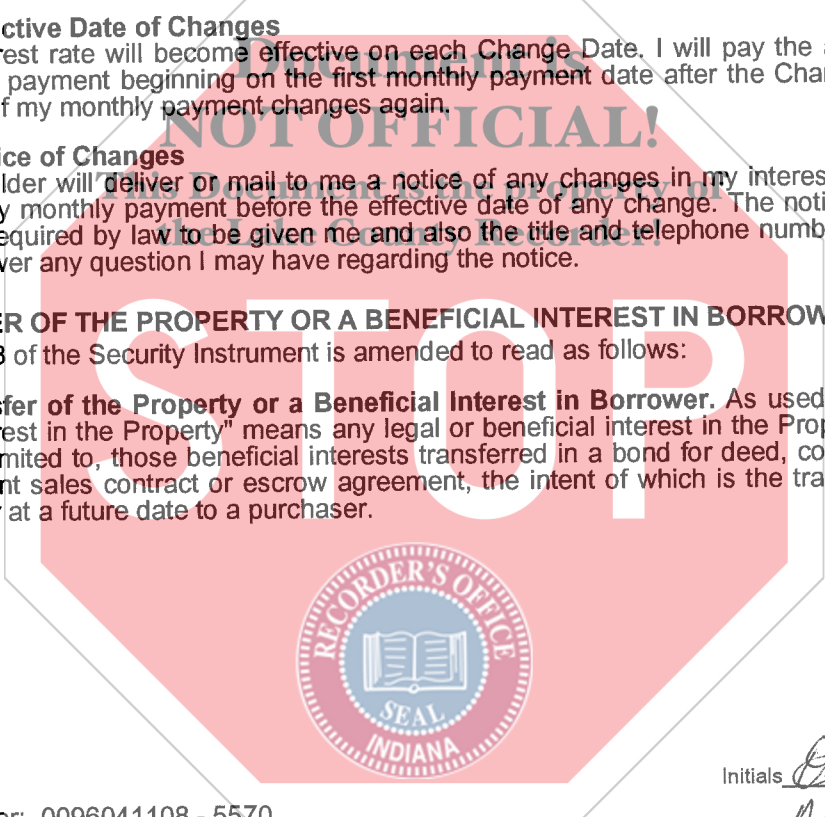 ctive Date of Changes
rest rate will become effective on each Change Date. I will pay the
payment beginning on the first monthly payment date after the Cha
f my monthly payment changes again.
ice of Changes
lder will deliver or mail to me a notice of any changes in my interes
y monthly payment before the effective date of any change. The noti
equired by law to be given me and also the title and telephone numb
ver any question I may have regarding the notice.
ER OF THE PROPERTY OR A BENEFICIAL INTEREST IN BORROW
of the Security Instrument is amended to read as follows:
sfer of the Property or a Beneficial Interest in Borrower. As used
rest in the Property" means any legal or beneficial interest in the Prop
mited to, those beneficial interests transferred in a bond for deed, co
nt sales contract or escrow agreement, the intent of which is the tra
at a future date to a purchaser.
Document is
NOT OFFICIAL!
This Document is the property of
the Lake County Recorder!
STOP
RECORDER'S OFFICE
SEAL
INDIANA
Initials
er: 0096041108 - 5570